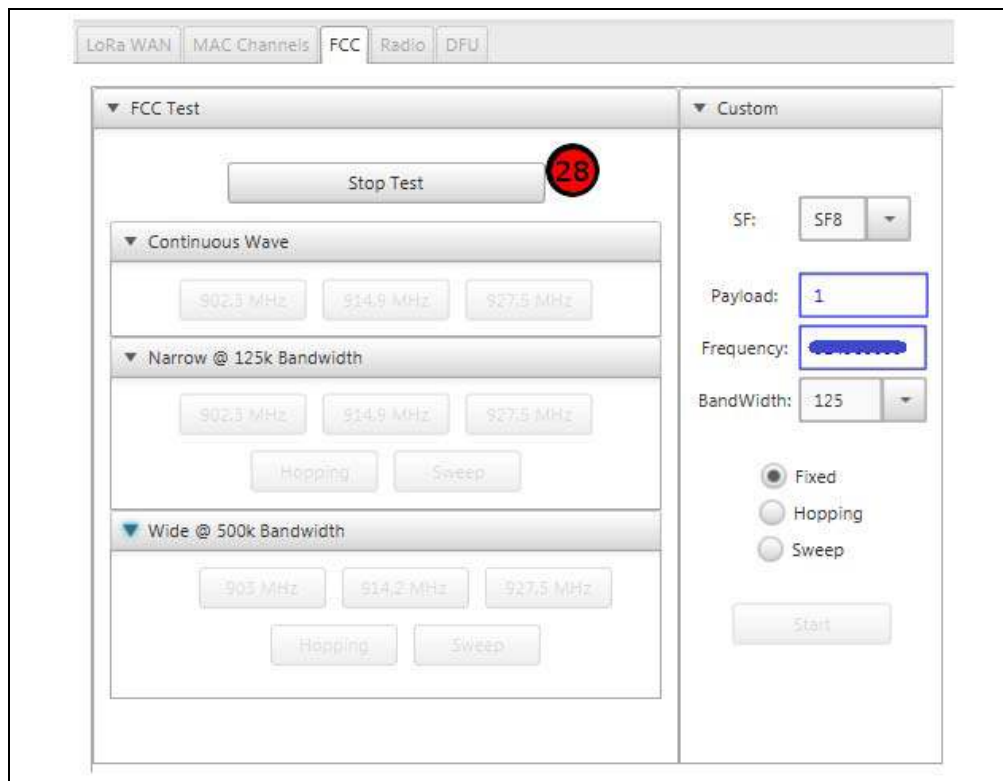 LoRa WAN MAC Channels FCC Radio DFU
FCC Test
Stop Test
28
Continuous Wave
902.3 MHz 914.9 MHz 927.5 MHz
Narrow @ 125k Bandwidth
902.3 MHz 914.9 MHz 927.5 MHz
Hopping Sweep
Wide @ 500k Bandwidth
903 MHz 914.2 MHz 927.5 MHz
Hopping Sweep
Custom
SF: SF8
Payload: 1
Frequency:
BandWidth: 125
Fixed
Hopping
Sweep
Start